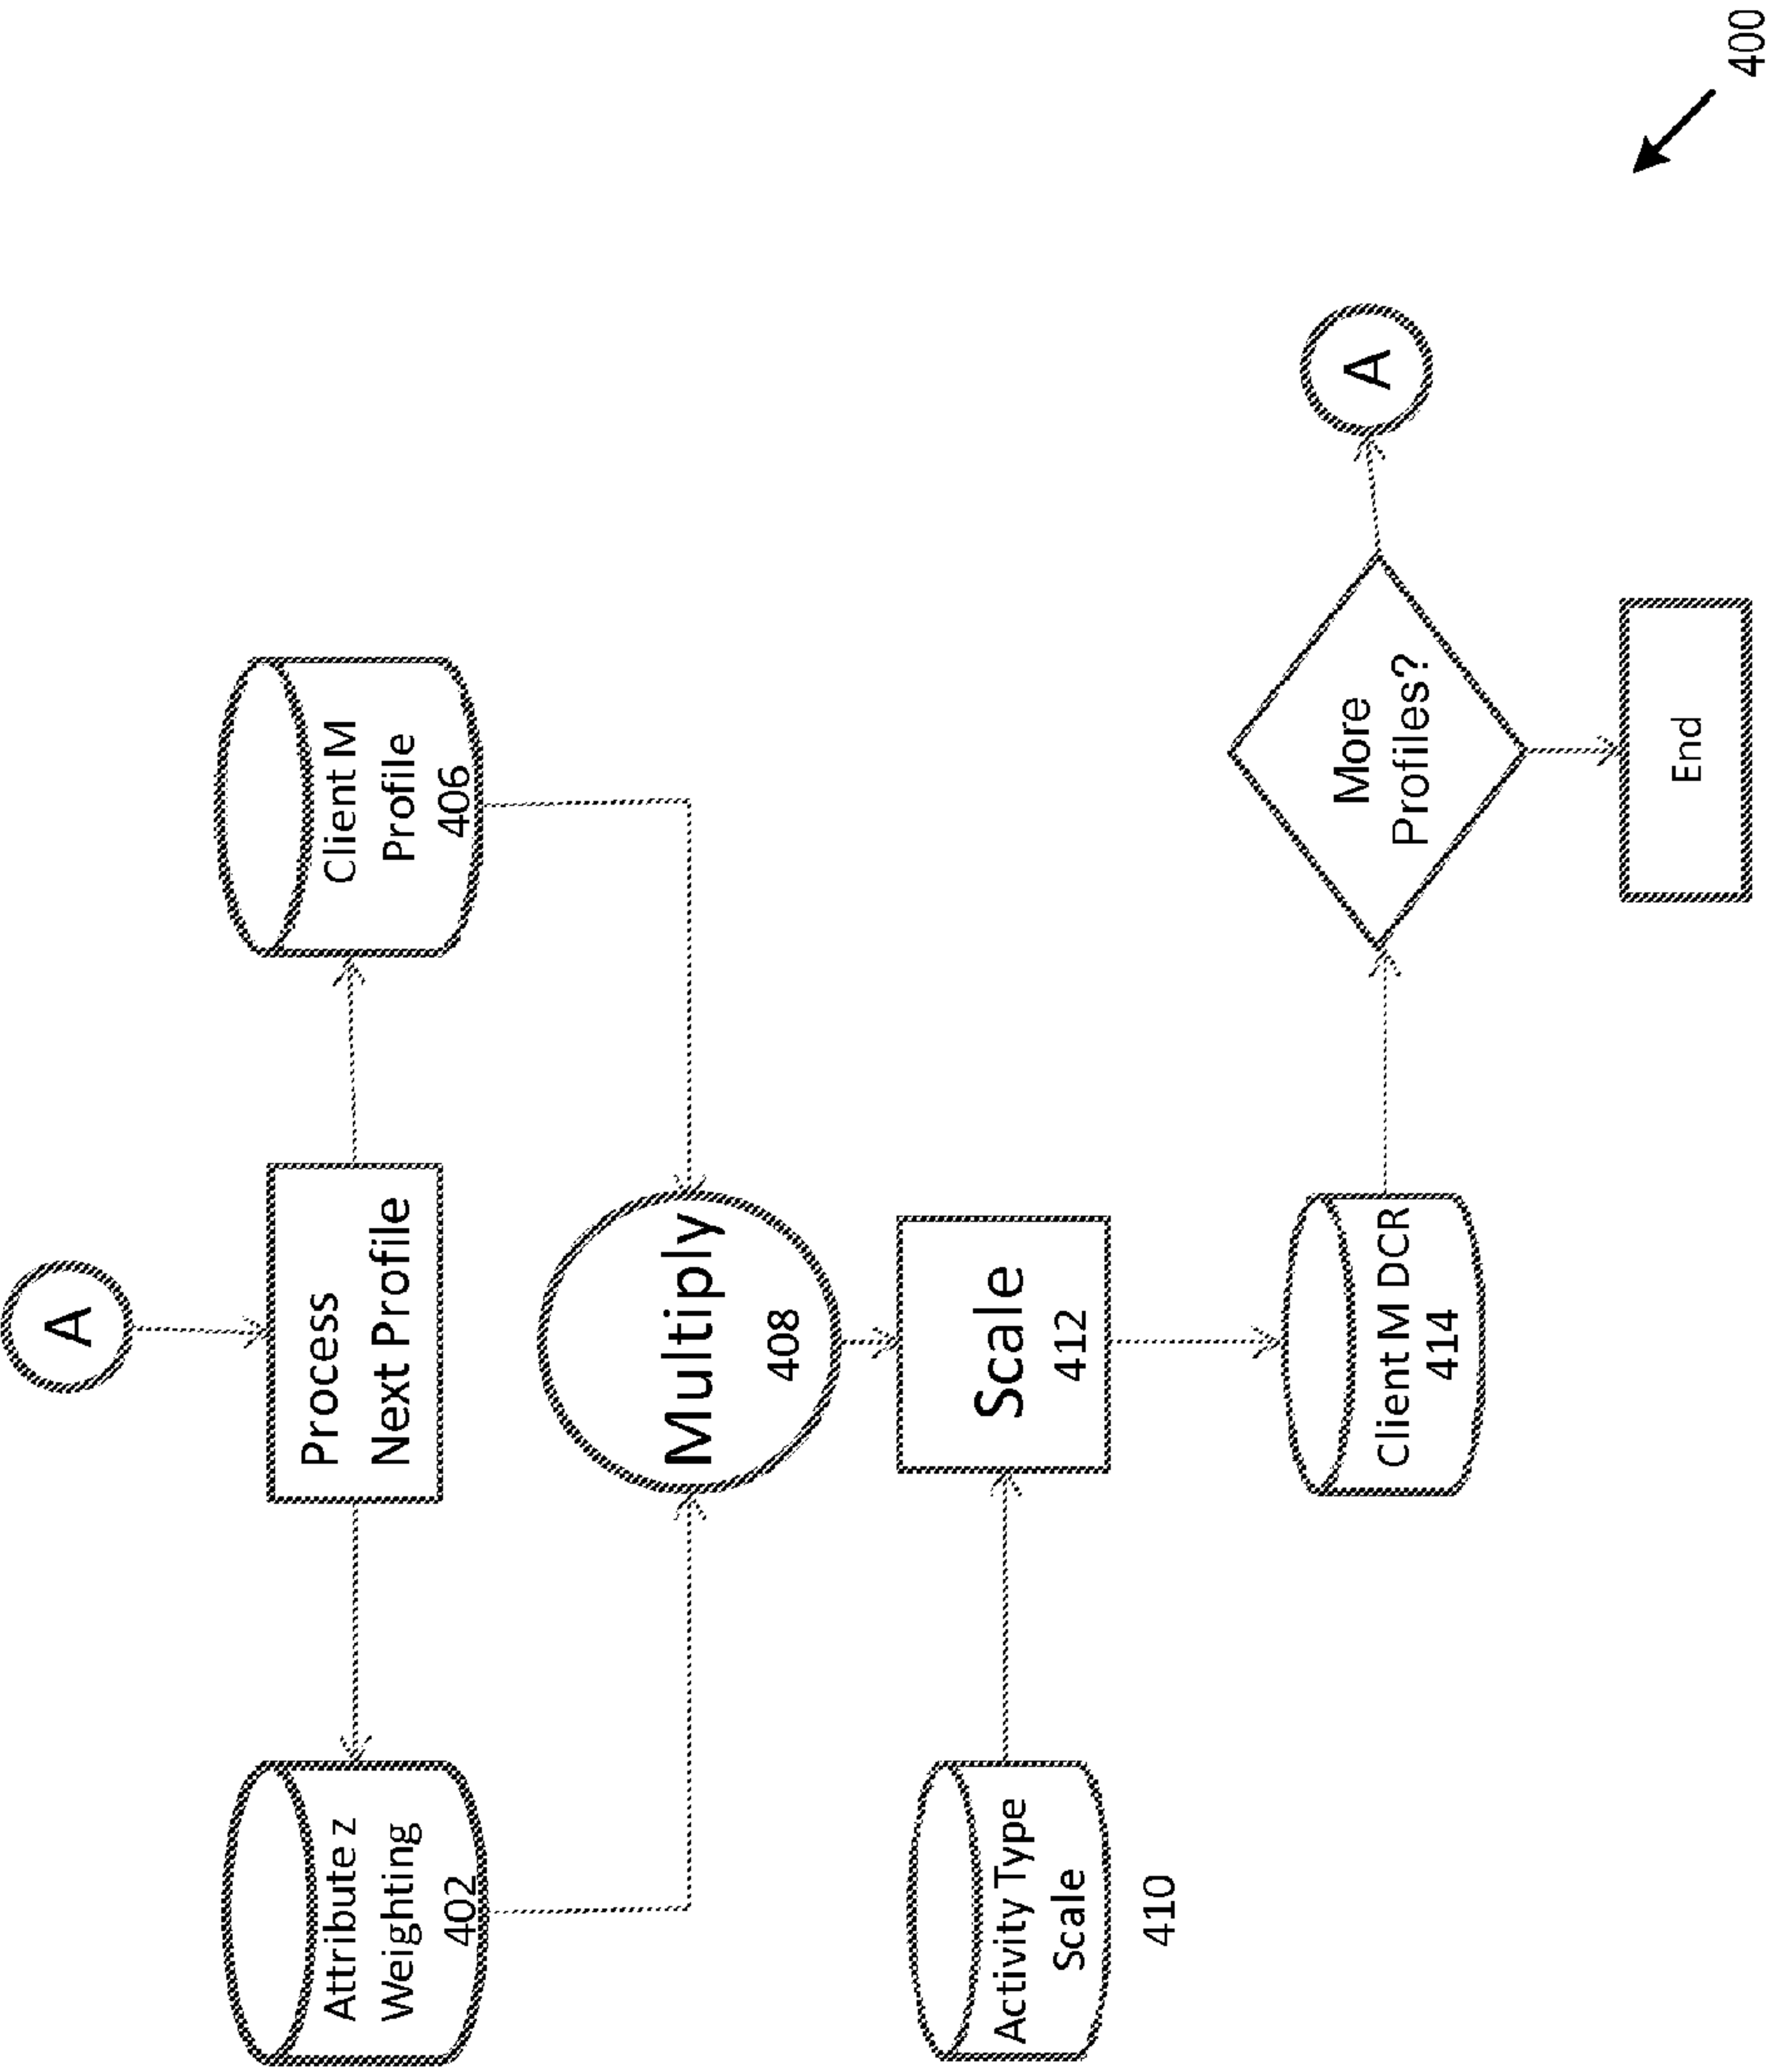 A
Process
Next Profile
Attribute z
Weighting
402
Client M
Profile
406
Multiply
408
Activity Type
Scale
410
Scale
412
Client M DCR
414
More
Profiles?
A
End
400